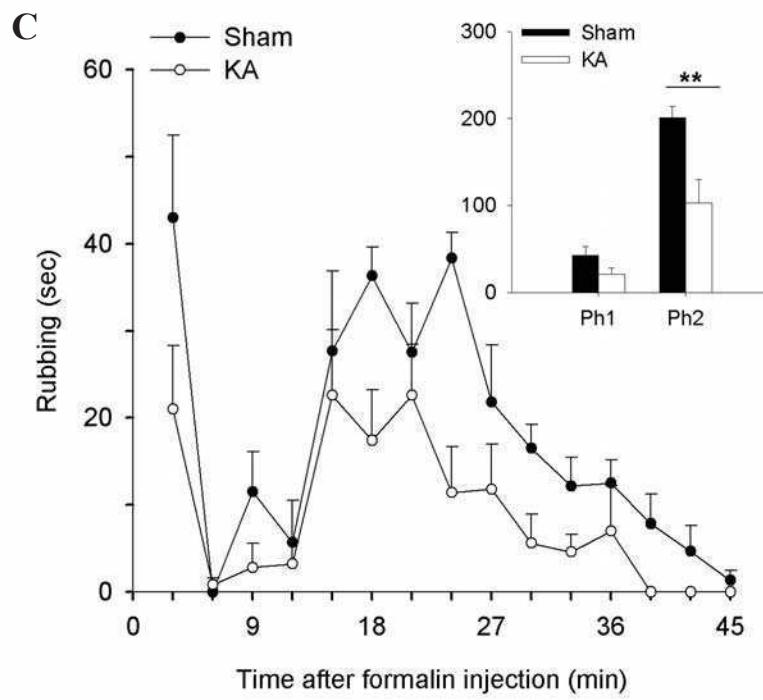 C
Sham
KA
60
40
20
0
Rubbing (sec)
0 9 18 27 36 45
Time after formalin injection (min)
Sham
KA
300
200
100
0
**
Ph1 Ph2